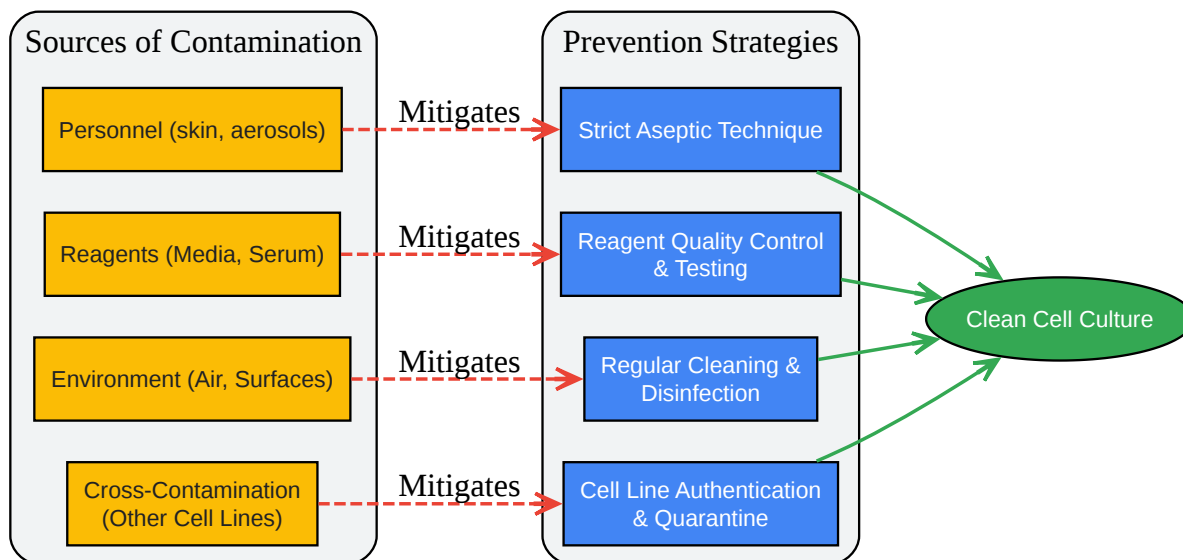 Sources of Contamination
Prevention Strategies
Personnel (skin, aerosols)
Mitigates
Strict Aseptic Technique
Reagents (Media, Serum)
Mitigates
Reagent Quality Control
& Testing
Clean Cell Culture
Environment (Air, Surfaces)
Mitigates
Regular Cleaning &
Disinfection
Cross-Contamination
(Other Cell Lines)
Mitigates
Cell Line Authentication
& Quarantine